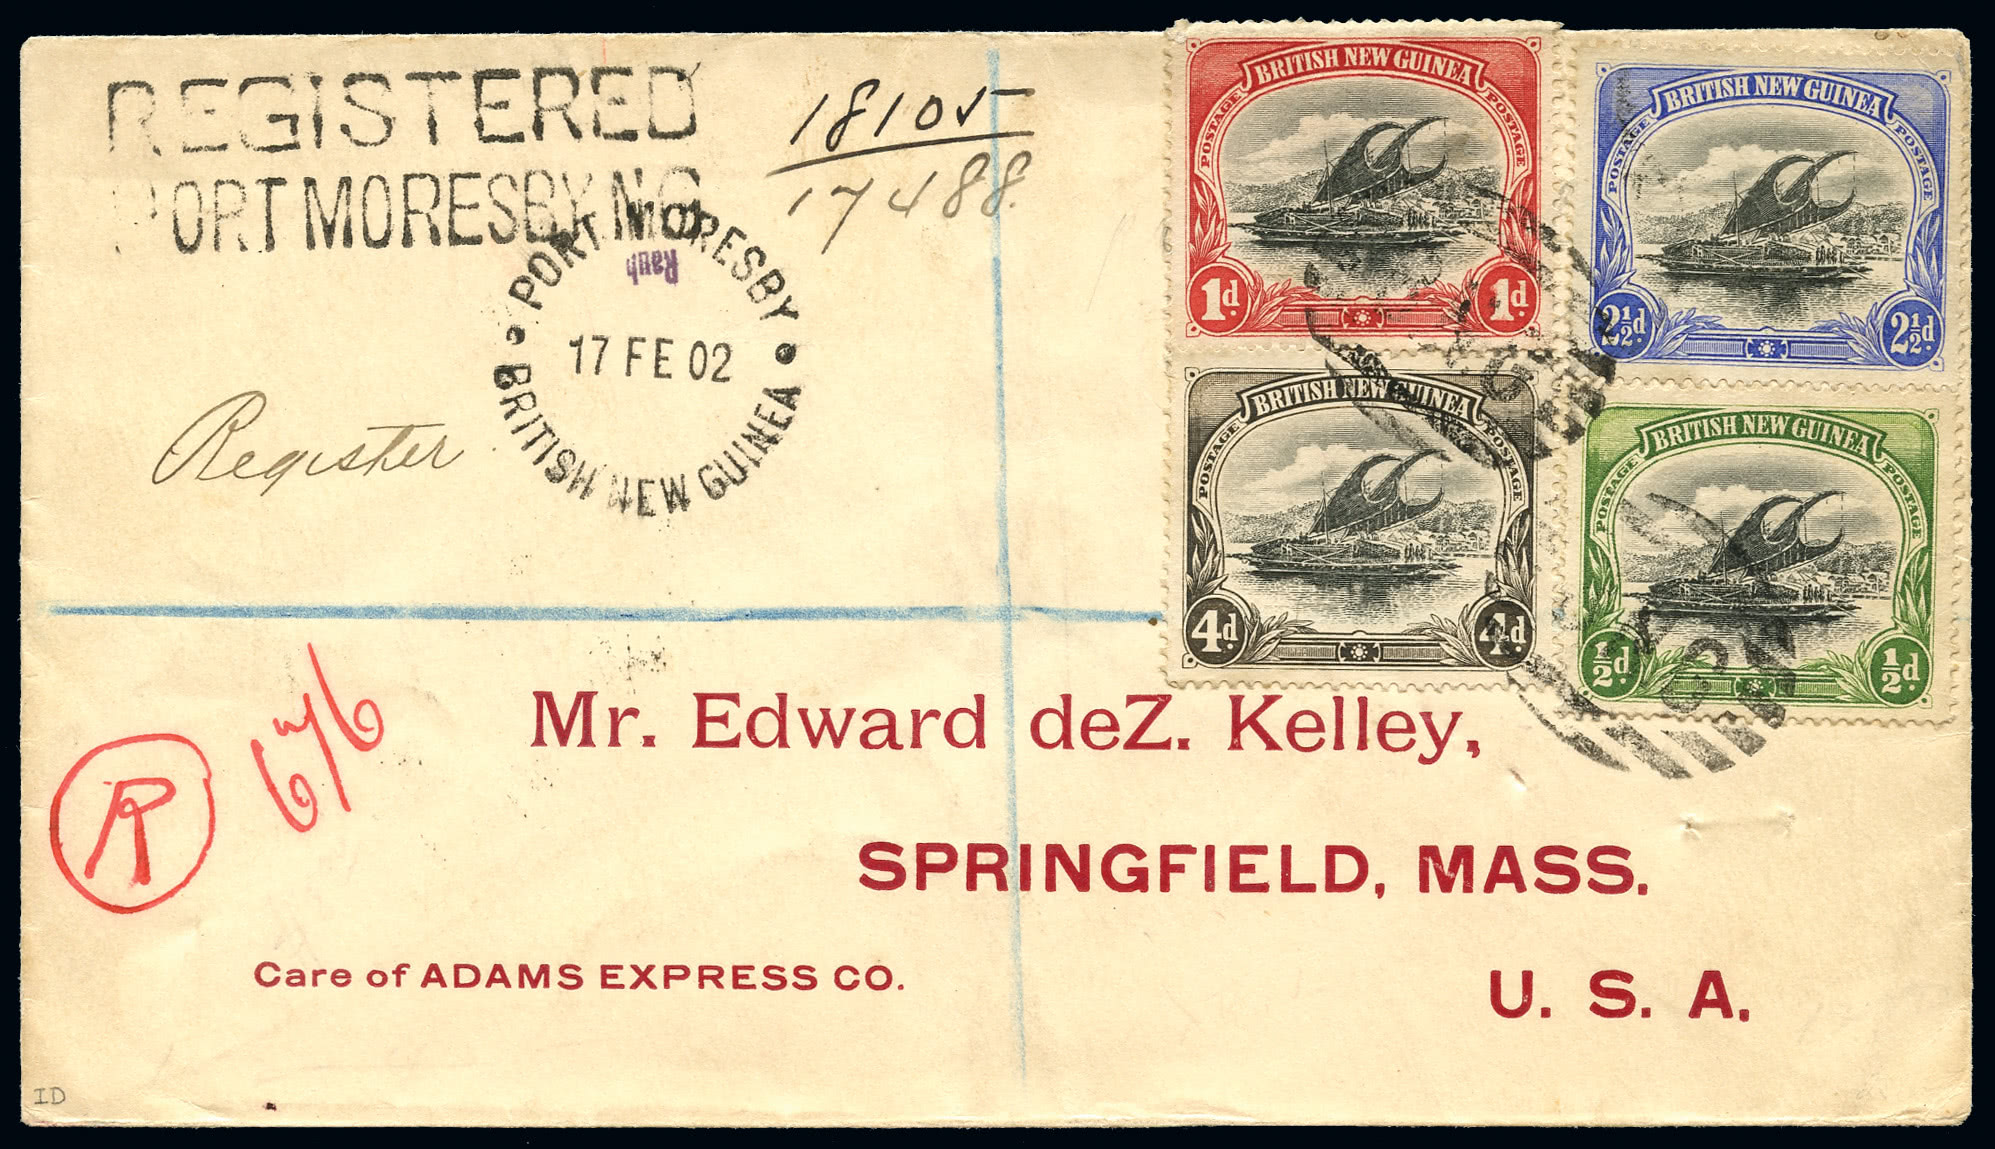 REGISTERED
PORT MORESBY.N.G
18105
17488.
PORT MORESBY
Rauh
17 FE 02
BRITISH NEW GUINEA
Register
BRITISH NEW GUINEA
POSTAGE POSTAGE
1d. 1d.
BRITISH NEW GUINEA
POSTAGE POSTAGE
2½d. 2½d.
BRITISH NEW GUINEA
POSTAGE POSTAGE
4d. 4d.
BRITISH NEW GUINEA
POSTAGE POSTAGE
½d. ½d.
R
Mr. Edward deZ. Kelley,
SPRINGFIELD, MASS.
Care of ADAMS EXPRESS CO.
U. S. A.
ID